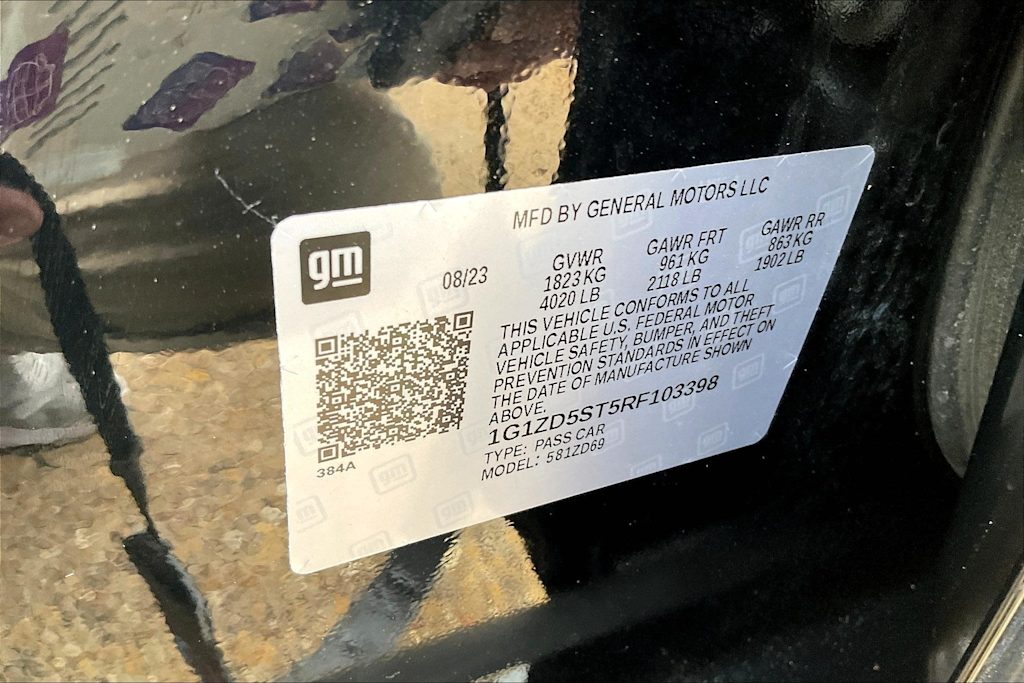 MFD BY GENERAL MOTORS LLC
gm
08/23
GVWR
1823 KG
4020 LB
GAWR FRT
961 KG
2118 LB
GAWR RR
863 KG
1902 LB
THIS VEHICLE CONFORMS TO ALL
APPLICABLE U.S. FEDERAL MOTOR
VEHICLE SAFETY, BUMPER, AND THEFT
PREVENTION STANDARDS IN EFFECT ON
THE DATE OF MANUFACTURE SHOWN
ABOVE.
1G1ZD5ST5RF103398
TYPE: PASS CAR
MODEL: 581ZD69
384A